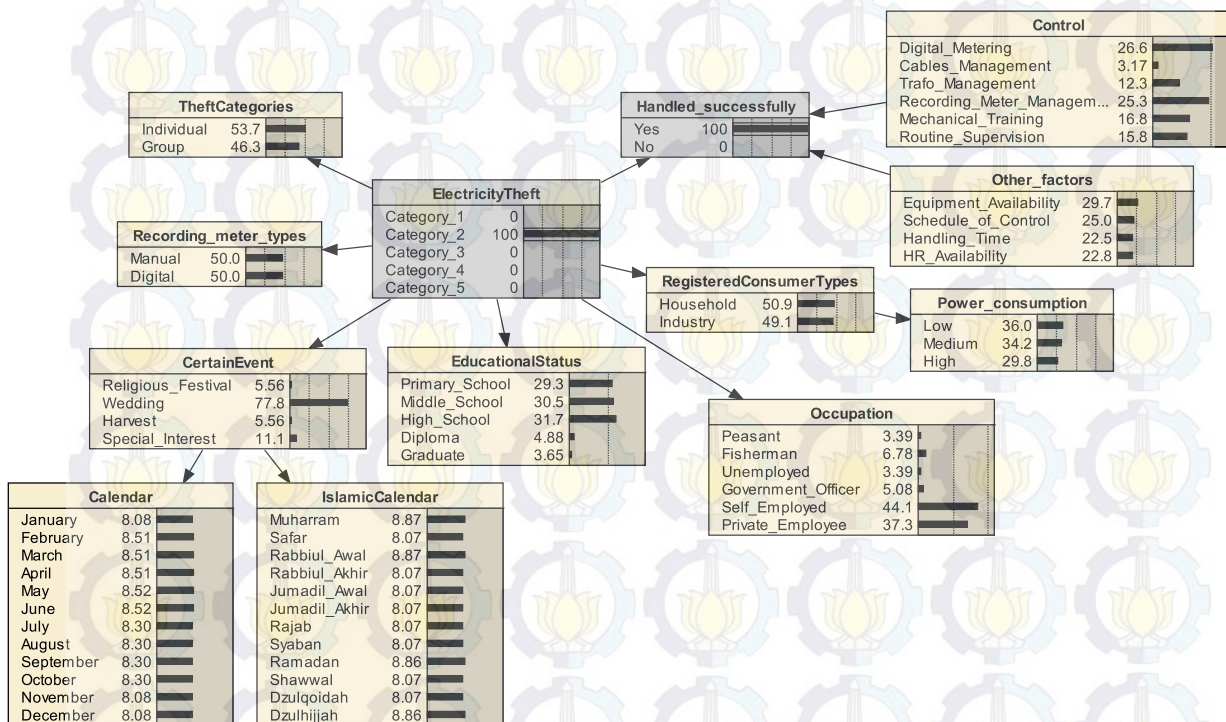 Control
Digital_Metering 26.6
Cables_Management 3.17
Trafo_Management 12.3
Recording_Meter_Managem... 25.3
Mechanical_Training 16.8
Routine_Supervision 15.8
TheftCategories
Individual 53.7
Group 46.3
Handled_successfully
Yes 100
No 0
ElectricityTheft
Category_1 0
Category_2 100
Category_3 0
Category_4 0
Category_5 0
Other_factors
Equipment_Availability 29.7
Schedule_of_Control 25.0
Handling_Time 22.5
HR_Availability 22.8
Recording_meter_types
Manual 50.0
Digital 50.0
RegisteredConsumerTypes
Household 50.9
Industry 49.1
Power_consumption
Low 36.0
Medium 34.2
High 29.8
CertainEvent
Religious_Festival 5.56
Wedding 77.8
Harvest 5.56
Special_Interest 11.1
EducationalStatus
Primary_School 29.3
Middle_School 30.5
High_School 31.7
Diploma 4.88
Graduate 3.65
Occupation
Peasant 3.39
Fisherman 6.78
Unemployed 3.39
Government_Officer 5.08
Self_Employed 44.1
Private_Employee 37.3
Calendar
January 8.08
February 8.51
March 8.51
April 8.51
May 8.52
June 8.52
July 8.30
August 8.30
September 8.30
October 8.30
November 8.08
December 8.08
IslamicCalendar
Muharram 8.87
Safar 8.07
Rabbiul_Awal 8.87
Rabbiul_Akhir 8.07
Jumadil_Awal 8.07
Jumadil_Akhir 8.07
Rajab 8.07
Syaban 8.07
Ramadan 8.86
Shawwal 8.07
Dzulqoidah 8.07
Dzulhijjah 8.86